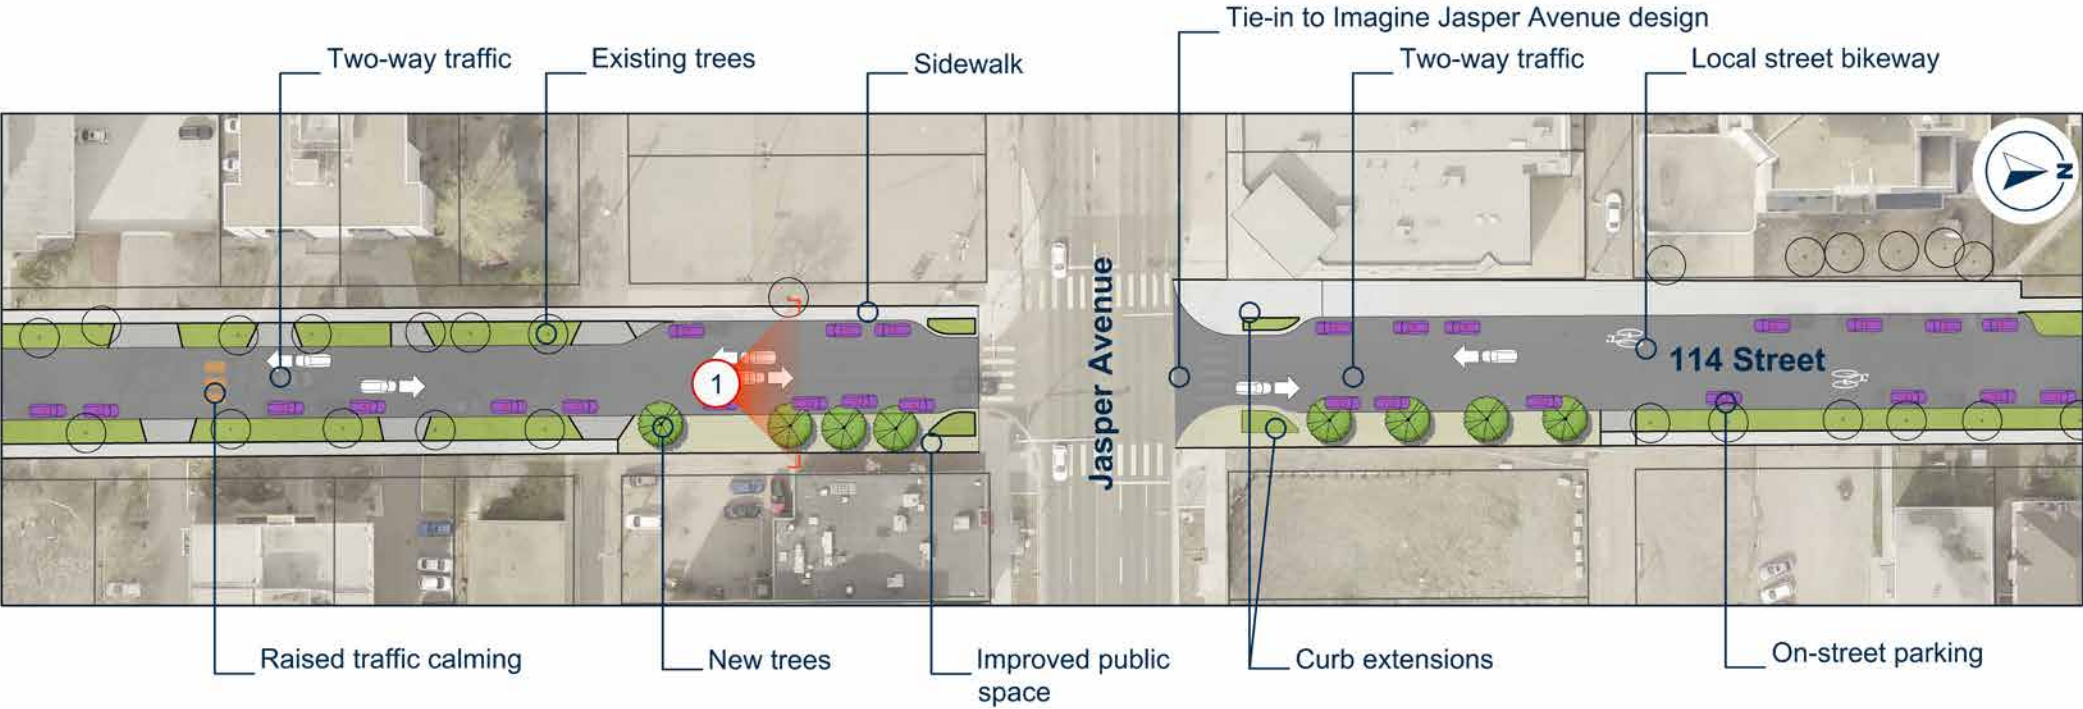 Tie-in to Imagine Jasper Avenue design
Two-way traffic
Existing trees
Sidewalk
Two-way traffic
Local street bikeway
N
Jasper Avenue
114 Street
1
Raised traffic calming
New trees
Improved public
space
Curb extensions
On-street parking